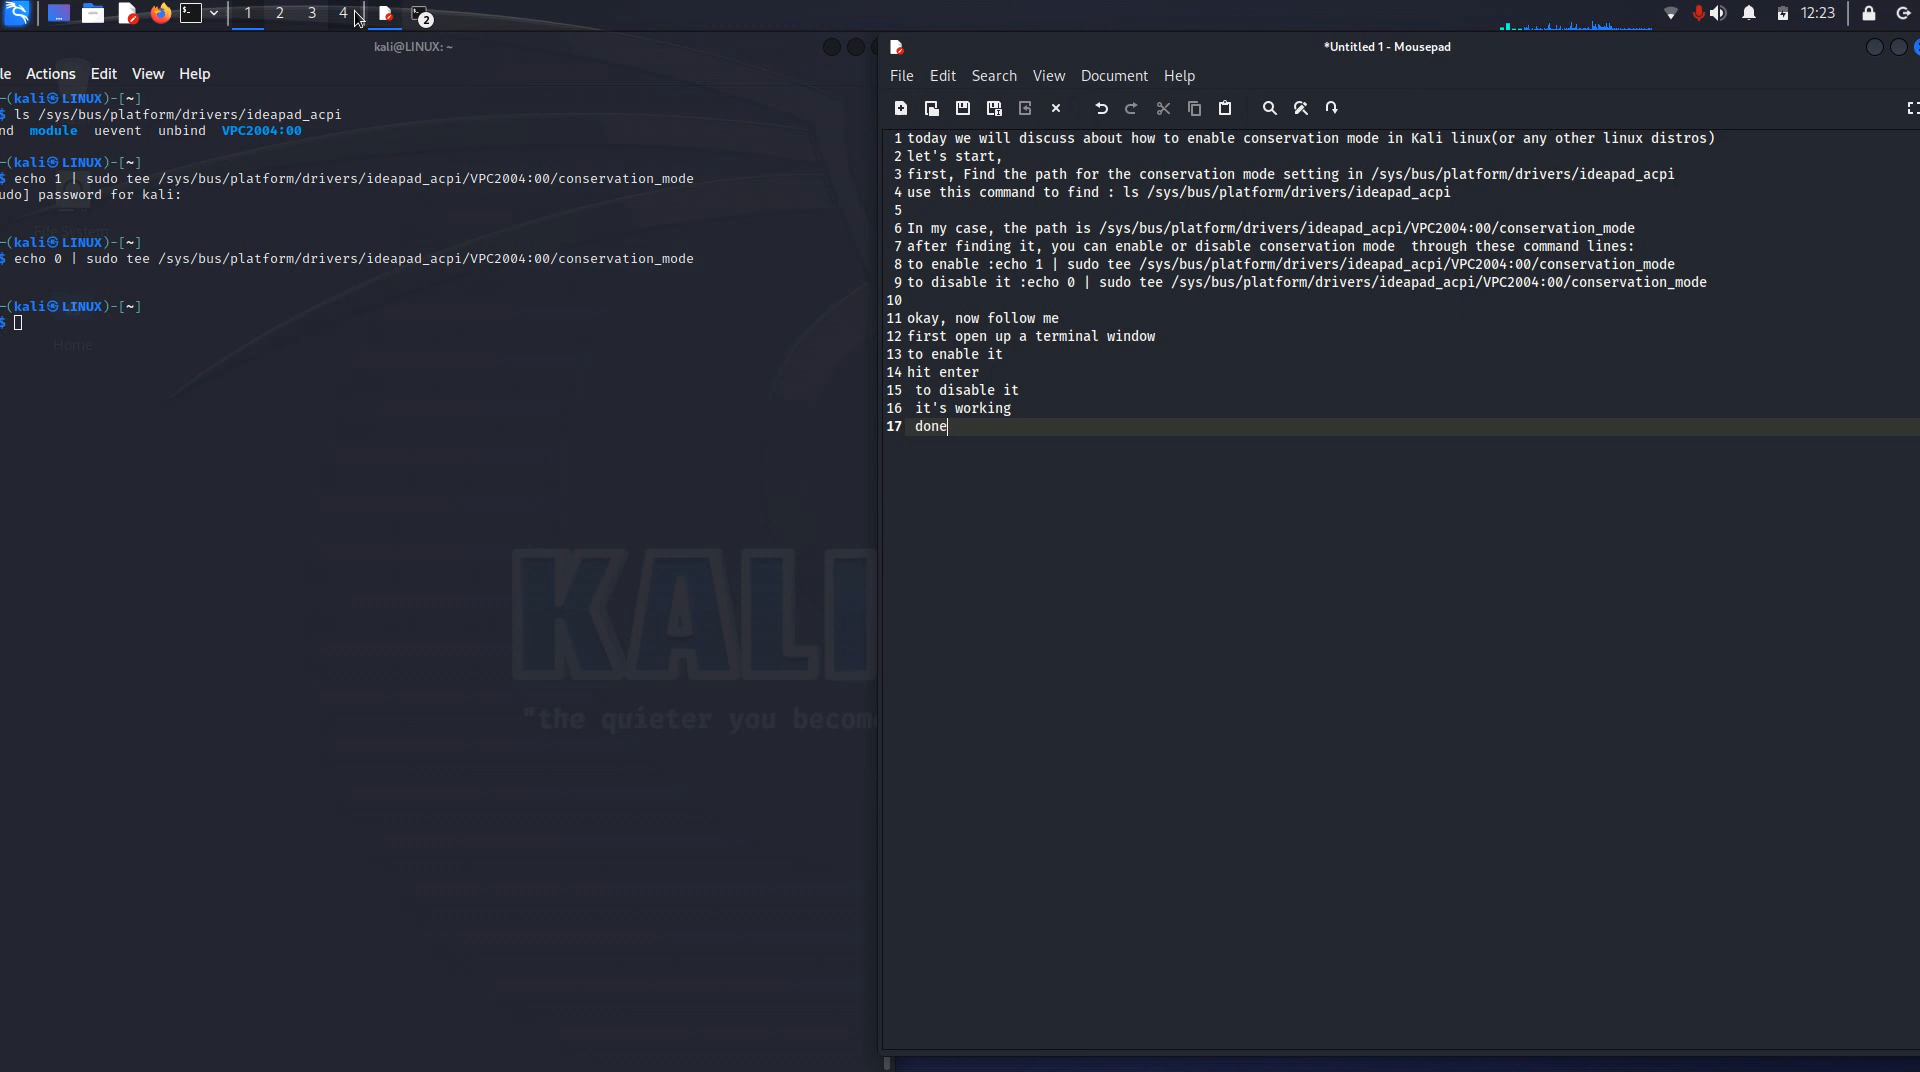 1 2 3 4 2 12:23
kali@LINUX: ~
le Actions Edit View Help
-(kali㉿LINUX)-[~]
$ ls /sys/bus/platform/drivers/ideapad_acpi
nd module uevent unbind VPC2004:00
-(kali㉿LINUX)-[~]
$ echo 1 | sudo tee /sys/bus/platform/drivers/ideapad_acpi/VPC2004:00/conservation_mode
udo] password for kali:
-(kali㉿LINUX)-[~]
$ echo 0 | sudo tee /sys/bus/platform/drivers/ideapad_acpi/VPC2004:00/conservation_mode
-(kali㉿LINUX)-[~]
$
File System
Home
KALI
"the quieter you become
*Untitled 1 - Mousepad
File Edit Search View Document Help
1 today we will discuss about how to enable conservation mode in Kali linux(or any other linux distros)
2 let's start,
3 first, Find the path for the conservation mode setting in /sys/bus/platform/drivers/ideapad_acpi
4 use this command to find : ls /sys/bus/platform/drivers/ideapad_acpi
5
6 In my case, the path is /sys/bus/platform/drivers/ideapad_acpi/VPC2004:00/conservation_mode
7 after finding it, you can enable or disable conservation mode  through these command lines:
8 to enable :echo 1 | sudo tee /sys/bus/platform/drivers/ideapad_acpi/VPC2004:00/conservation_mode
9 to disable it :echo 0 | sudo tee /sys/bus/platform/drivers/ideapad_acpi/VPC2004:00/conservation_mode
10
11 okay, now follow me
12 first open up a terminal window
13 to enable it
14 hit enter
15  to disable it
16  it's working
17  done